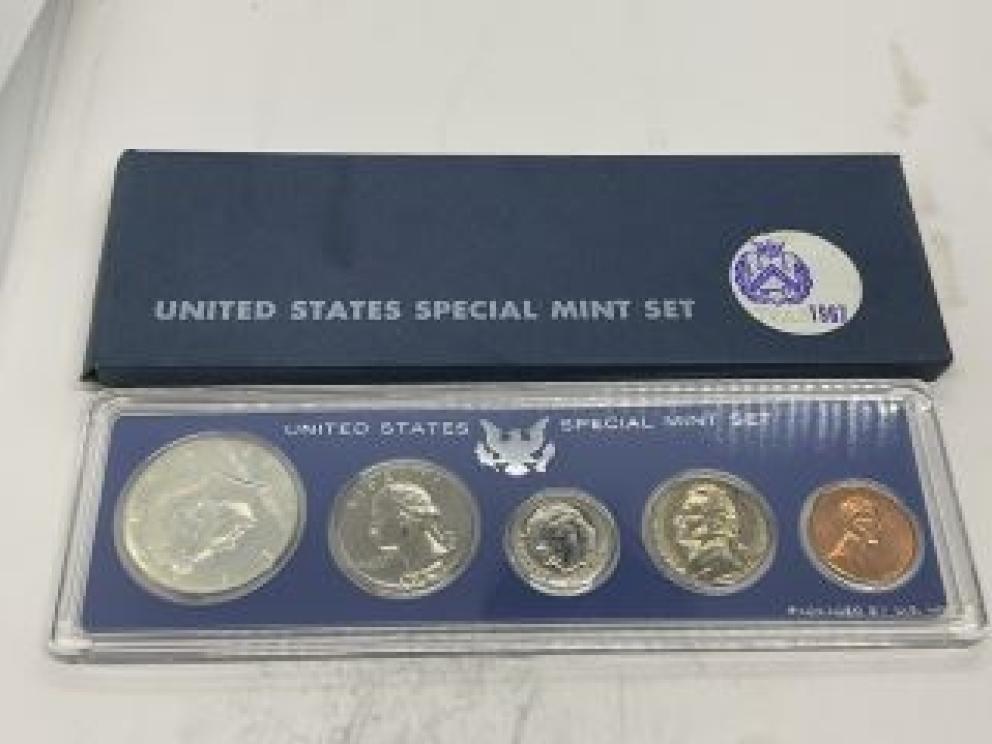 UNITED STATES SPECIAL MINT SET
1967
UNITED STATES SPECIAL MINT SET